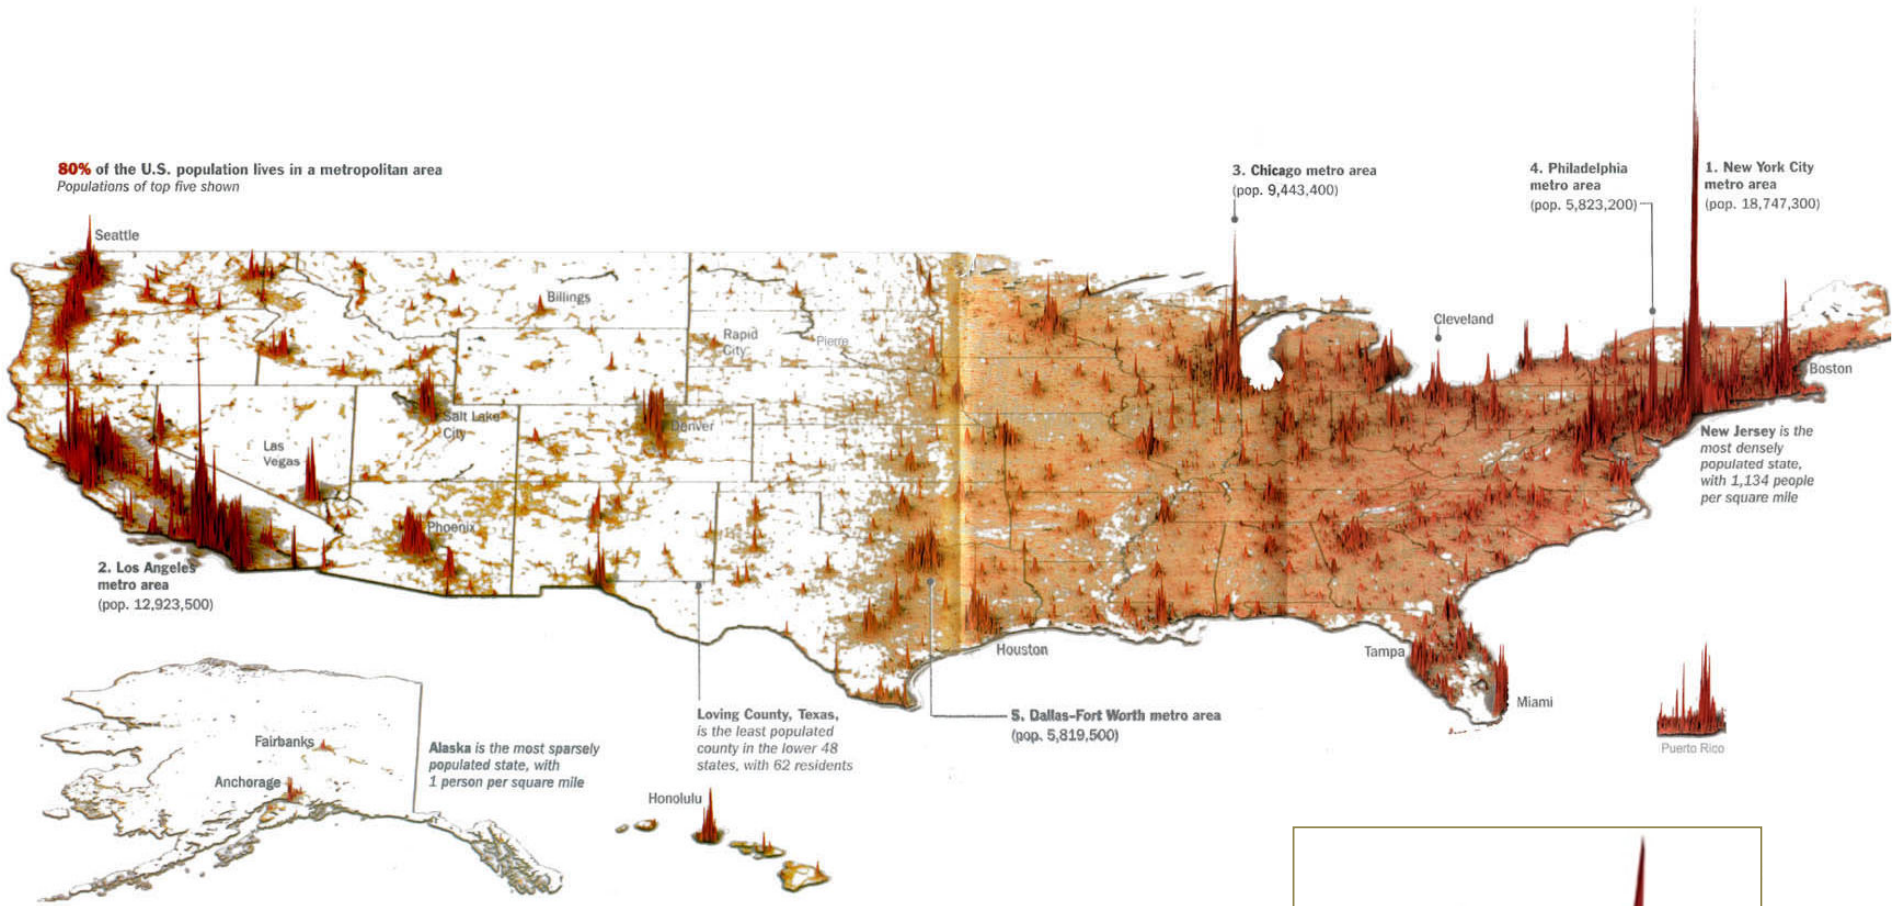 80% of the U.S. population lives in a metropolitan area
Populations of top five shown
3. Chicago metro area
(pop. 9,443,400)
4. Philadelphia
metro area
(pop. 5,823,200)
1. New York City
metro area
(pop. 18,747,300)
Seattle
Billings
Rapid
City
Pierre
Cleveland
Boston
Salt Lake
City
Denver
Las
Vegas
New Jersey is the
most densely
populated state,
with 1,134 people
per square mile
Phoenix
2. Los Angeles
metro area
(pop. 12,923,500)
Houston
Tampa
Miami
Loving County, Texas,
is the least populated
county in the lower 48
states, with 62 residents
5. Dallas-Fort Worth metro area
(pop. 5,819,500)
Puerto Rico
Fairbanks
Anchorage
Alaska is the most sparsely
populated state, with
1 person per square mile
Honolulu